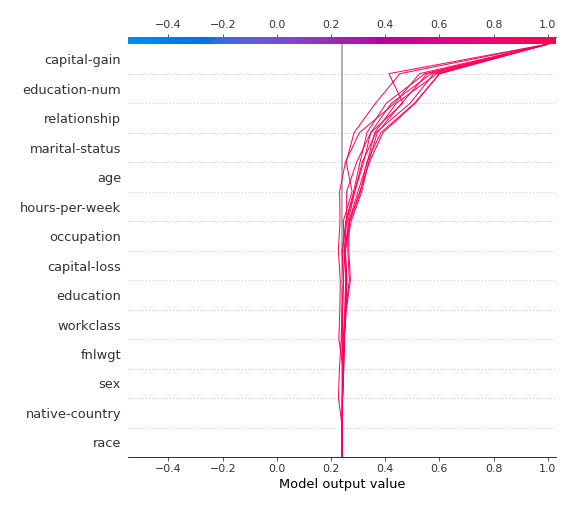 −0.4 −0.2 0.0 0.2 0.4 0.6 0.8 1.0
capital-gain
education-num
relationship
marital-status
age
hours-per-week
occupation
capital-loss
education
workclass
fnlwgt
sex
native-country
race
−0.4 −0.2 0.0 0.2 0.4 0.6 0.8 1.0
Model output value